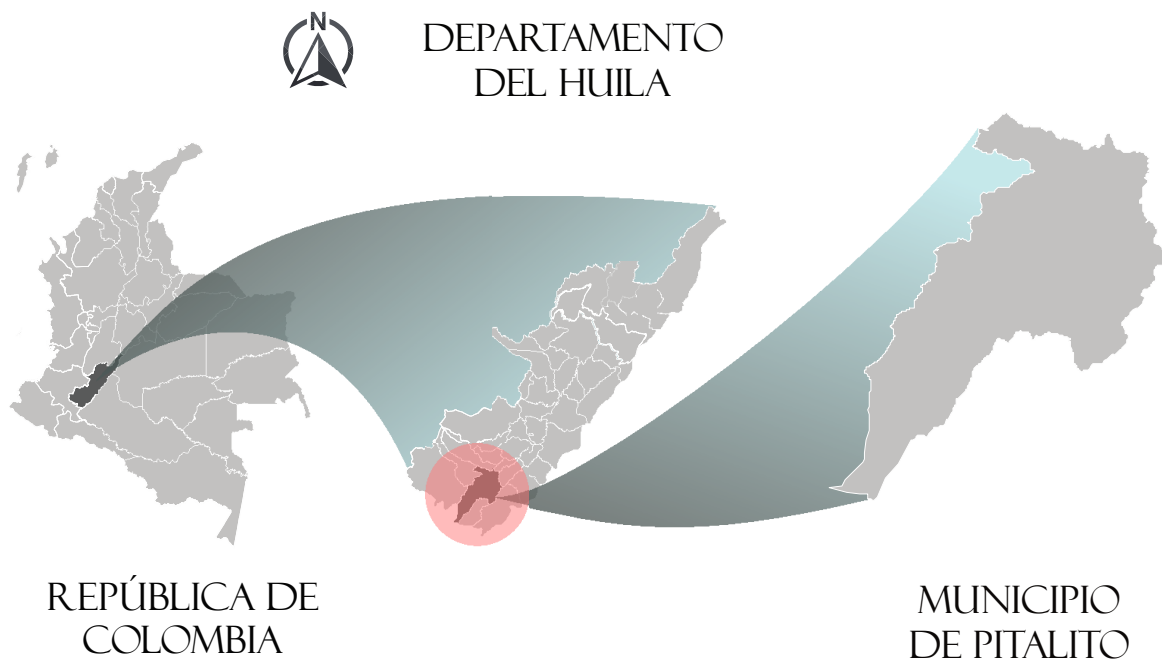 N
DEPARTAMENTO
DEL HUILA
REPÚBLICA DE
COLOMBIA
MUNICIPIO
DE PITALITO